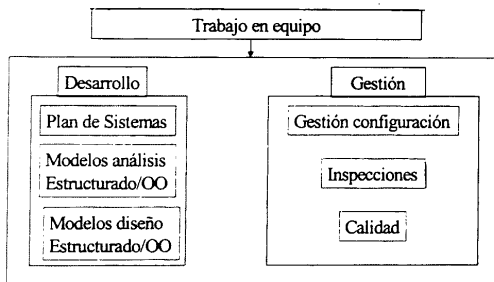 Trabajo en equipo
Desarrollo
Plan de Sistemas
Modelos análisis
Estructurado/OO
Modelos diseño
Estructurado/OO
Gestión
Gestión configuración
Inspecciones
Calidad